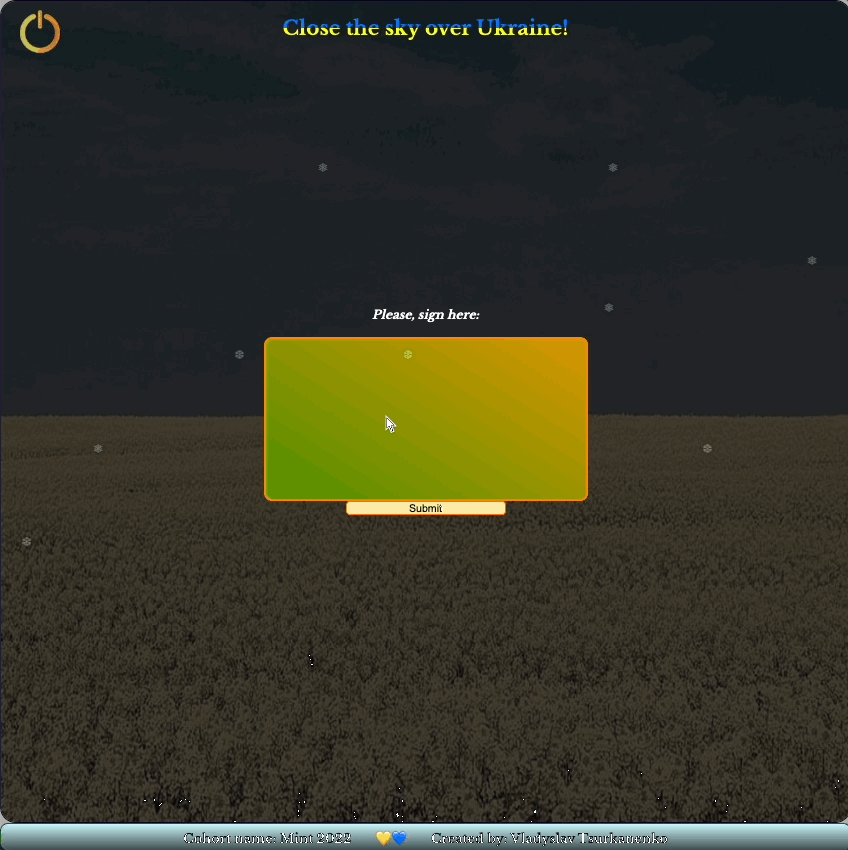 Close the sky over Ukraine!
Please, sign here:
Submit
Cohort name: Mint 2022 💛💙 Created by: Vladyslav Tsurkanenko